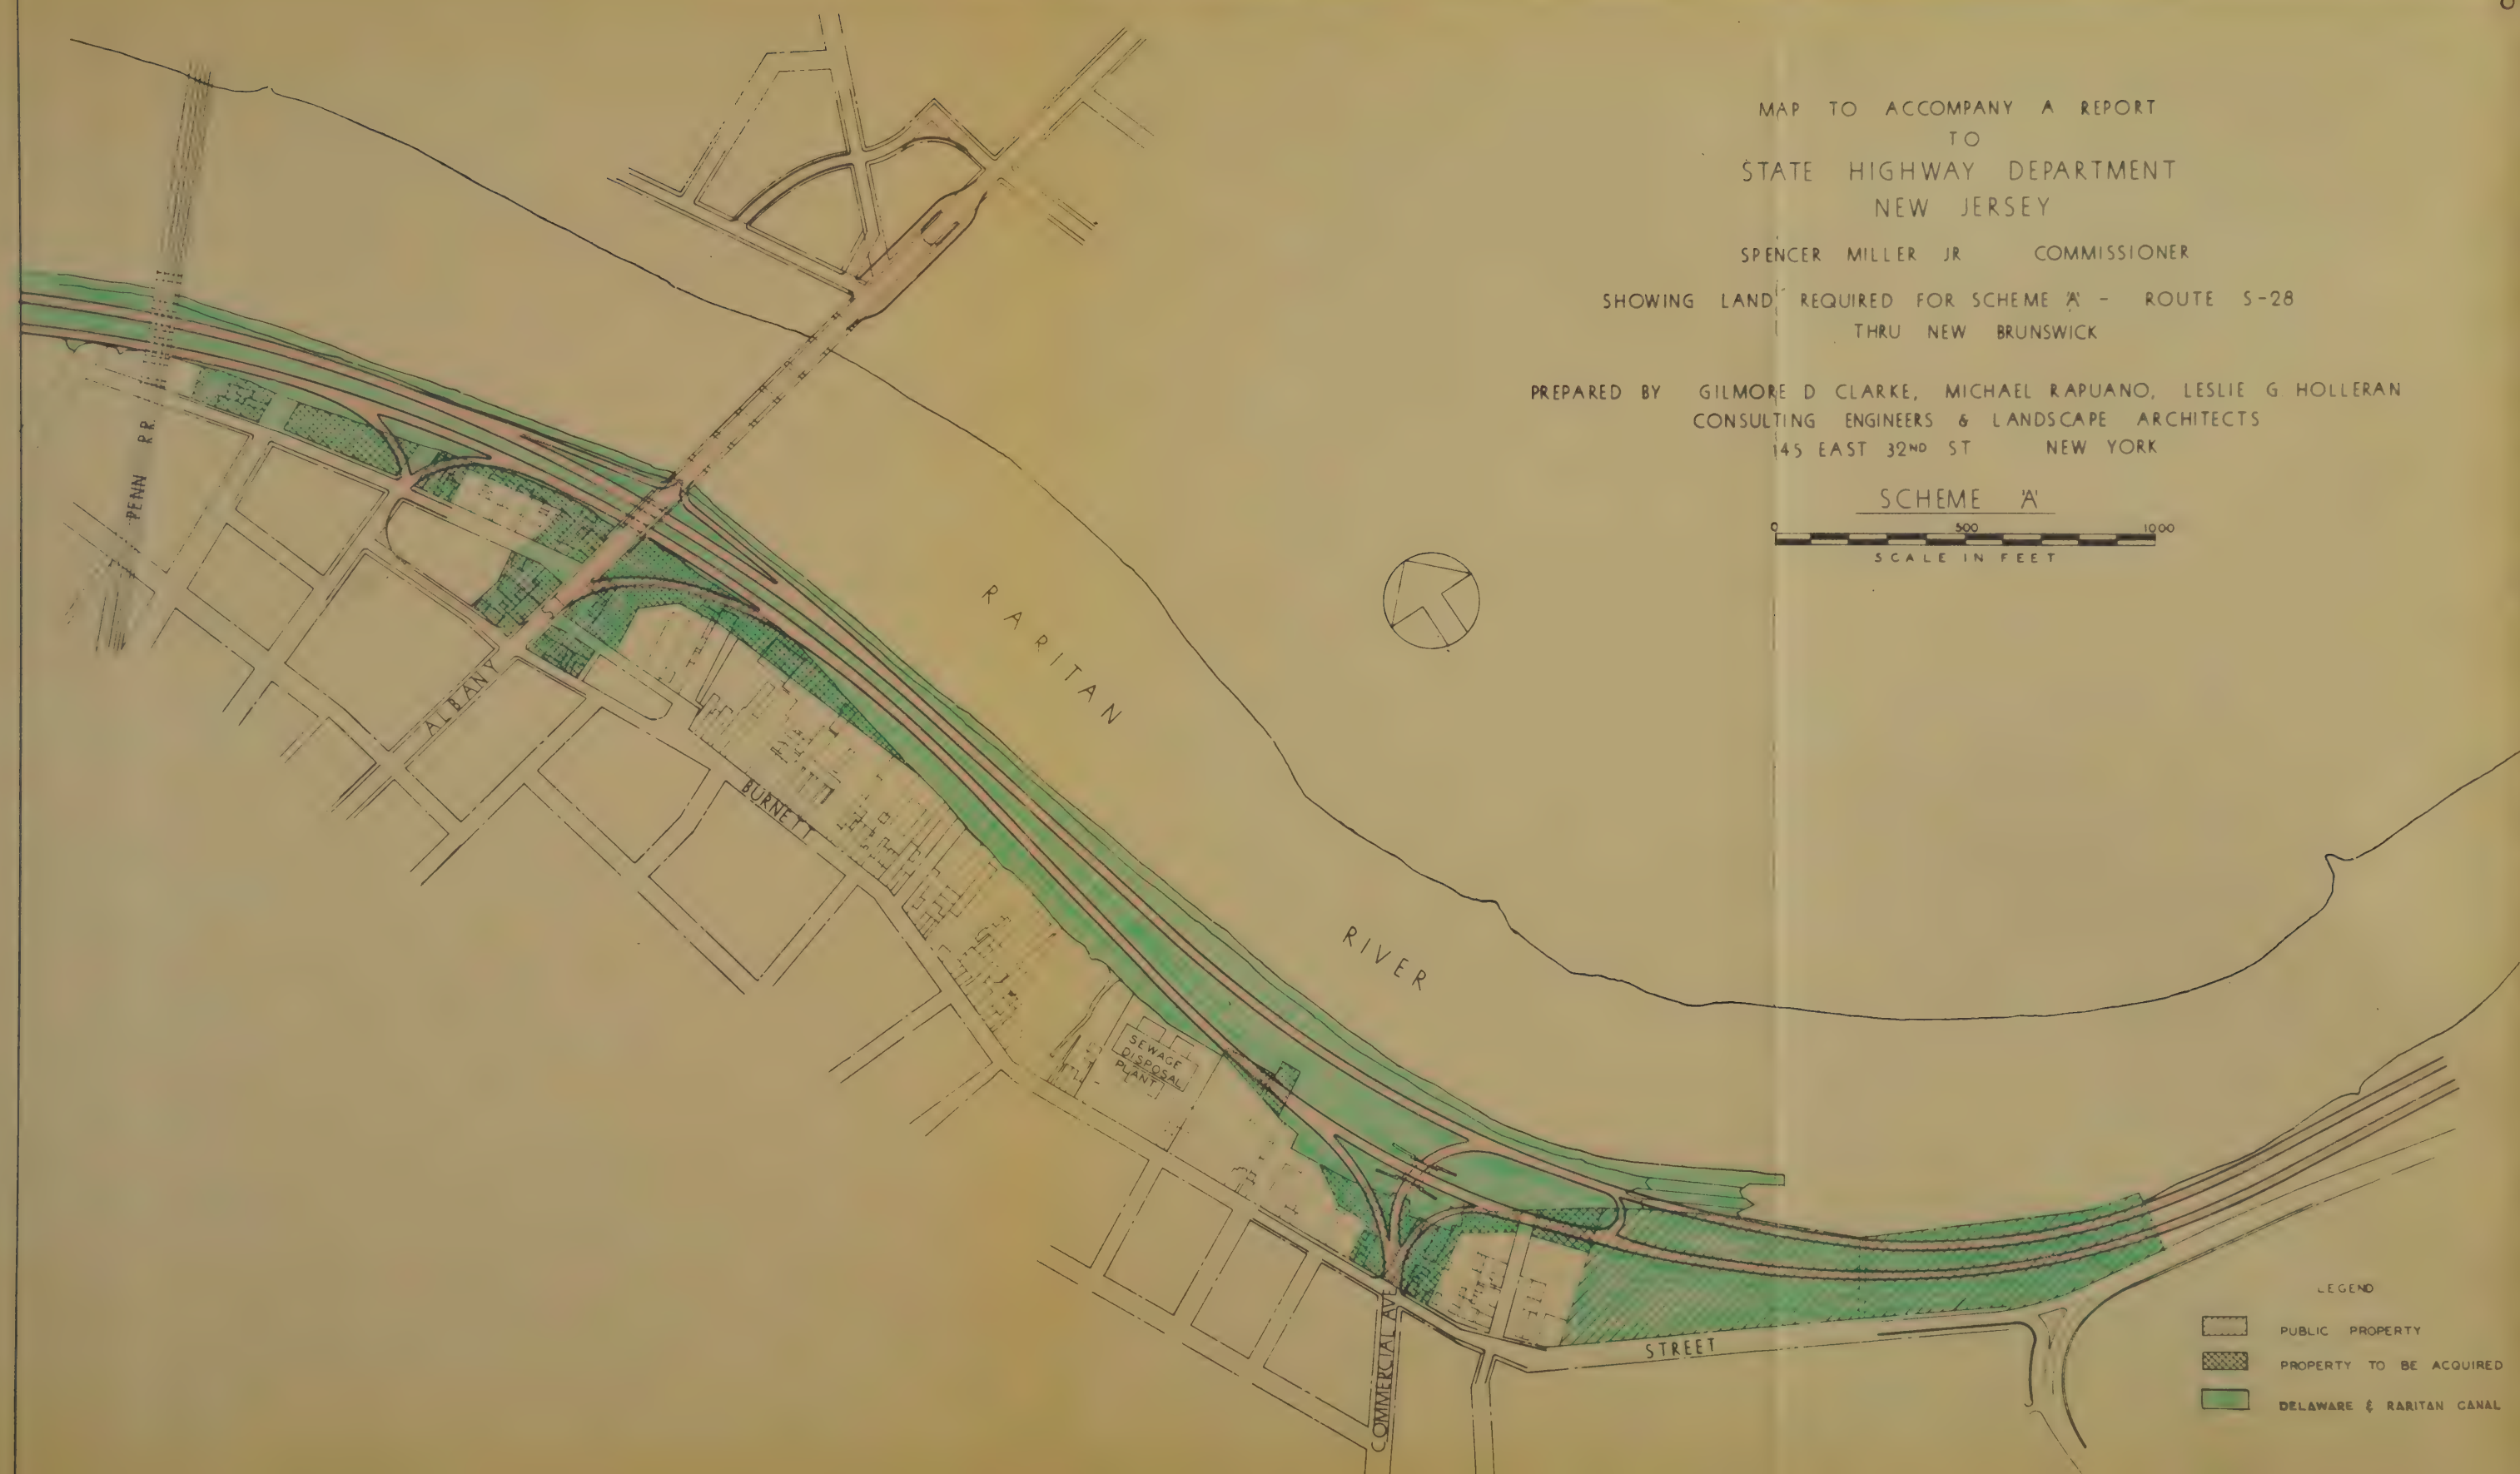 MAP TO ACCOMPANY A REPORT
TO
STATE HIGHWAY DEPARTMENT
NEW JERSEY
SPENCER MILLER JR COMMISSIONER
SHOWING LAND REQUIRED FOR SCHEME 'A' - ROUTE S-28
THRU NEW BRUNSWICK
PREPARED BY GILMORE D CLARKE, MICHAEL RAPUANO, LESLIE G HOLLERAN
CONSULTING ENGINEERS & LANDSCAPE ARCHITECTS
145 EAST 32ND ST NEW YORK
SCHEME 'A'
0 500 1000
SCALE IN FEET
PENN RR
ALBANY
ST
BURNETT
RARITAN
RIVER
SEWAGE
DISPOSAL
PLANT
COMMERCIAL AVE
STREET
LEGEND
PUBLIC PROPERTY
PROPERTY TO BE ACQUIRED
DELAWARE & RARITAN CANAL